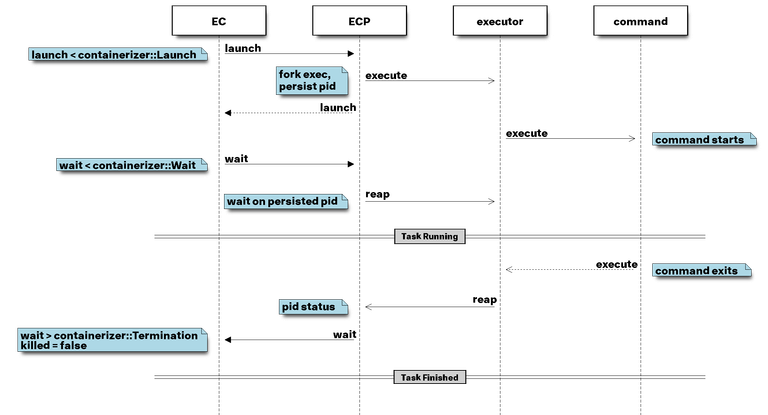 EC
ECP
executor
command
launch < containerizer::Launch
launch
fork exec,
persist pid
execute
launch
execute
command starts
wait < containerizer::Wait
wait
wait on persisted pid
reap
Task Running
execute
command exits
pid status
reap
wait > containerizer::Termination
killed = false
wait
Task Finished